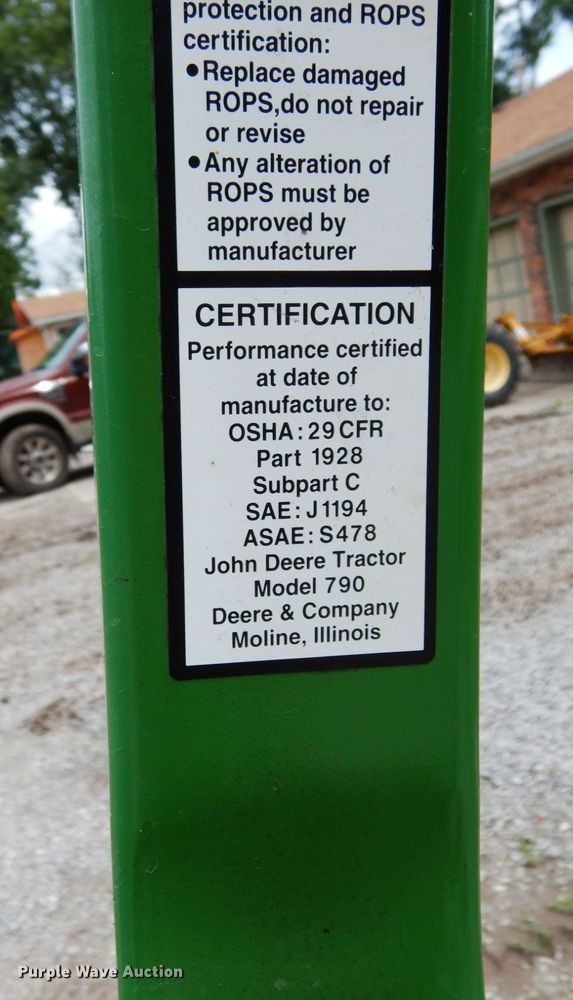 protection and ROPS
certification:
•Replace damaged
ROPS,do not repair
or revise
•Any alteration of
ROPS must be
approved by
manufacturer
CERTIFICATION
Performance certified
at date of
manufacture to:
OSHA: 29 CFR
Part 1928
Subpart C
SAE: J1194
ASAE: S478
John Deere Tractor
Model 790
Deere & Company
Moline, Illinois
Purple Wave Auction